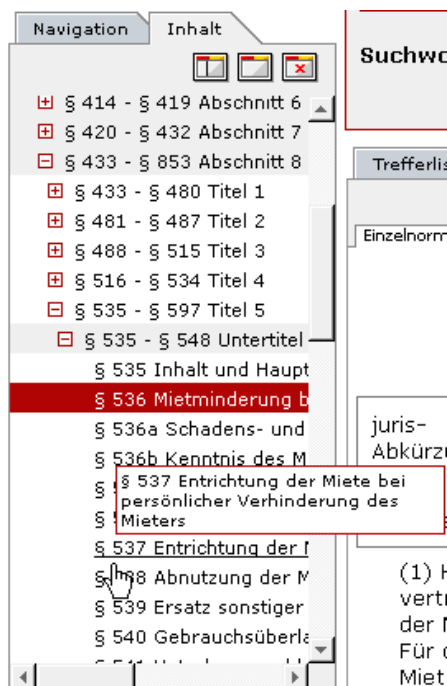 Navigation
Inhalt
Suchwo
§ 414 - § 419 Abschnitt 6
§ 420 - § 432 Abschnitt 7
§ 433 - § 853 Abschnitt 8
Trefferlis
§ 433 - § 480 Titel 1
§ 481 - § 487 Titel 2
Einzelnorm
§ 488 - § 515 Titel 3
§ 516 - § 534 Titel 4
§ 535 - § 597 Titel 5
§ 535 - § 548 Untertitel
§ 535 Inhalt und Haupt
§ 536 Mietminderung b
§ 536a Schadens- und
juris-
Abkürzu
§ 536b Kenntnis des M
§ 537 Entrichtung der Miete bei
persönlicher Verhinderung des
Mieters
§ 537 Entrichtung der M
§ 538 Abnutzung der M
§ 539 Ersatz sonstiger
§ 540 Gebrauchsüberla
(1) H
vertr
der M
Für d
Miet